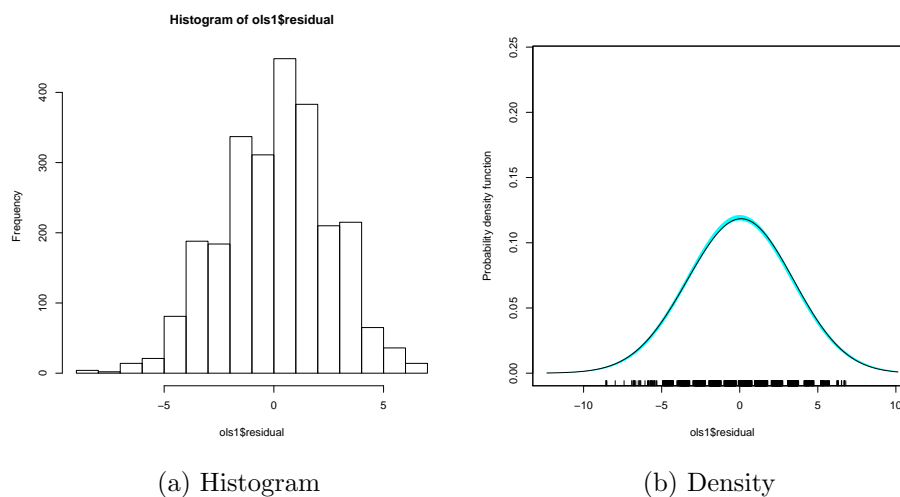 Histogram of ols1$residual
Frequency
0
100
200
300
400
−5
0
5
ols1$residual
(a) Histogram
Probability density function
0.00
0.05
0.10
0.15
0.20
0.25
−10
−5
0
5
10
ols1$residual
(b) Density